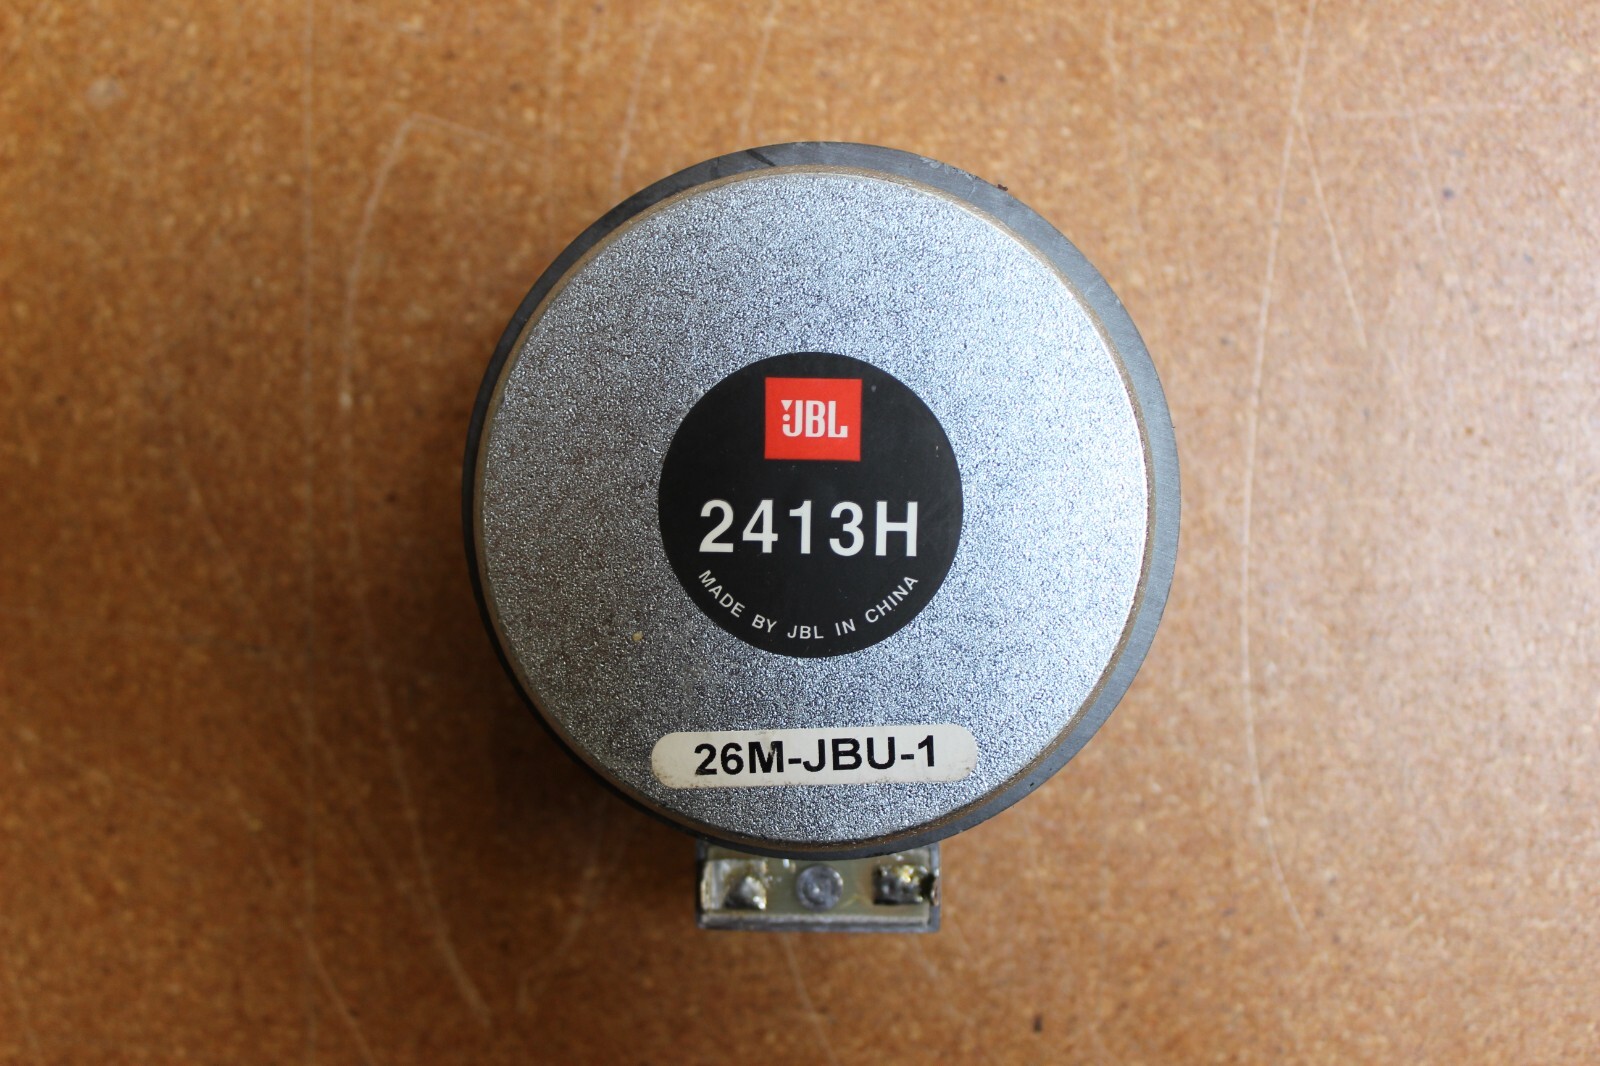 JBL
2413H
MADE BY JBL IN CHINA
26M-JBU-1